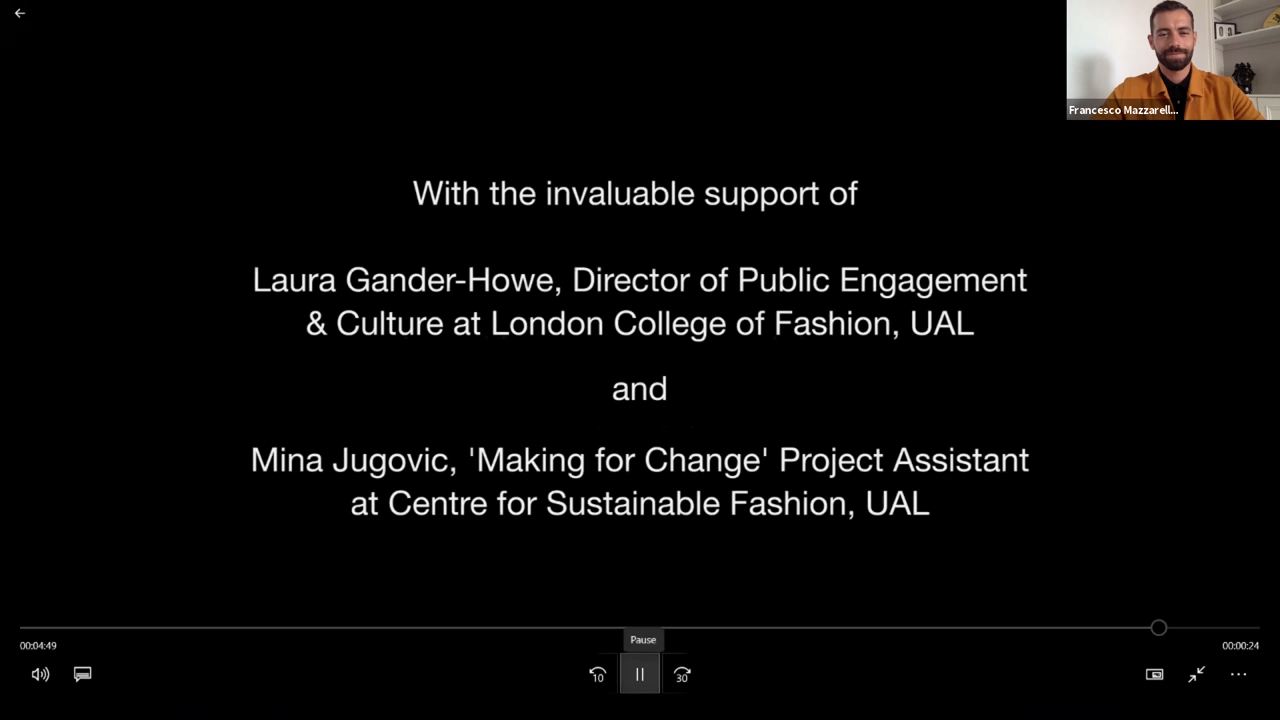 Francesco Mazzarell...
With the invaluable support of
Laura Gander-Howe, Director of Public Engagement
& Culture at London College of Fashion, UAL
and
Mina Jugovic, 'Making for Change' Project Assistant
at Centre for Sustainable Fashion, UAL
Pause
00:04:49
00:00:24
10
30